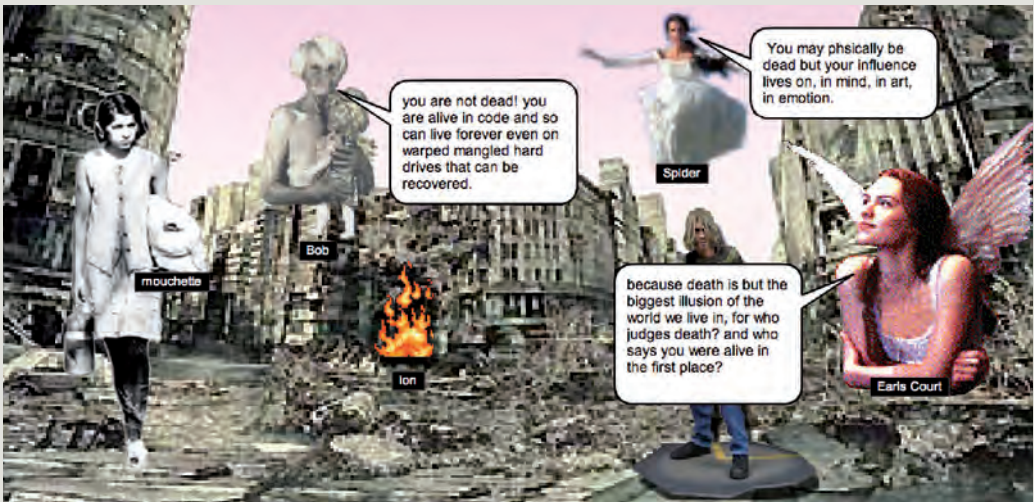 You may phsically be
dead but your influence
lives on, in mind, in art,
in emotion.
you are not dead! you
are alive in code and so
can live forever even on
warped mangled hard
drives that can be
recovered.
Spider
Bob
mouchette
because death is but the
biggest illusion of the
world we live in, for who
judges death? and who
says you were alive in
the first place?
Ion
Earls Court